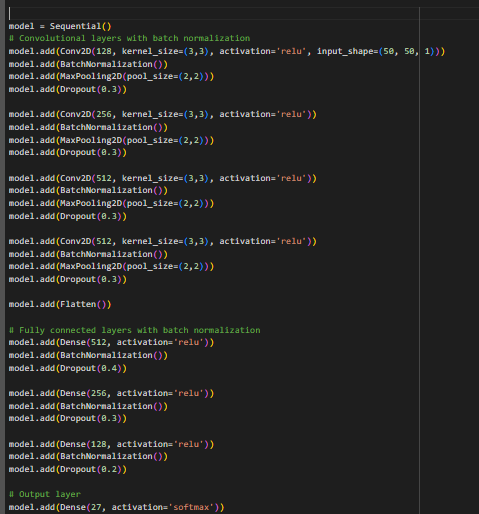 model = Sequential()
# Convolutional layers with batch normalization
model.add(Conv2D(128, kernel_size=(3,3), activation='relu', input_shape=(50, 50, 1)))
model.add(BatchNormalization())
model.add(MaxPooling2D(pool_size=(2,2)))
model.add(Dropout(0.3))

model.add(Conv2D(256, kernel_size=(3,3), activation='relu'))
model.add(BatchNormalization())
model.add(MaxPooling2D(pool_size=(2,2)))
model.add(Dropout(0.3))

model.add(Conv2D(512, kernel_size=(3,3), activation='relu'))
model.add(BatchNormalization())
model.add(MaxPooling2D(pool_size=(2,2)))
model.add(Dropout(0.3))

model.add(Conv2D(512, kernel_size=(3,3), activation='relu'))
model.add(BatchNormalization())
model.add(MaxPooling2D(pool_size=(2,2)))
model.add(Dropout(0.3))

model.add(Flatten())

# Fully connected layers with batch normalization
model.add(Dense(512, activation='relu'))
model.add(BatchNormalization())
model.add(Dropout(0.4))

model.add(Dense(256, activation='relu'))
model.add(BatchNormalization())
model.add(Dropout(0.3))

model.add(Dense(128, activation='relu'))
model.add(BatchNormalization())
model.add(Dropout(0.2))

# Output layer
model.add(Dense(27, activation='softmax'))